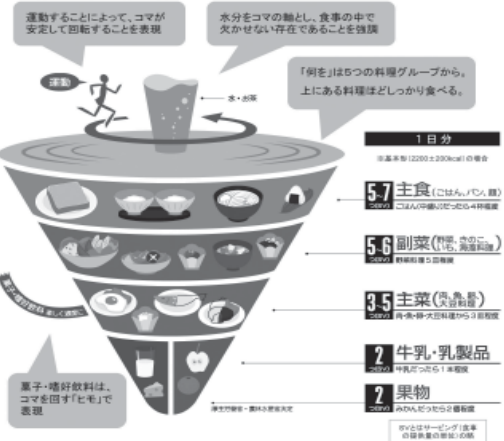 運動することによって、コマが
安定して回転することを表現
水分をコマの軸とし、食事の中で
欠かせない存在であることを強調
「何を」は5つの料理グループから。
上にある料理ほどしっかり食べる。
運動
水・お茶
1日分
※基本形(2200±200kcal)の場合
5~7 主食(ごはん、パン、麺)
つ(SV) ごはん(中盛り)だったら4杯程度
5~6 副菜(野菜、きのこ、いも、海藻料理)
つ(SV) 野菜料理5皿程度
3~5 主菜(肉、魚、卵、大豆料理)
つ(SV) 肉・魚・卵・大豆料理から3皿程度
2 牛乳・乳製品
つ(SV) 牛乳だったら1本程度
2 果物
つ(SV) みかんだったら2個程度
菓子・嗜好飲料 楽しく適度に
菓子・嗜好飲料は、
コマを回す「ヒモ」で
表現
厚生労働省・農林水産省決定
SVとはサービング(食事
の提供量の単位)の略